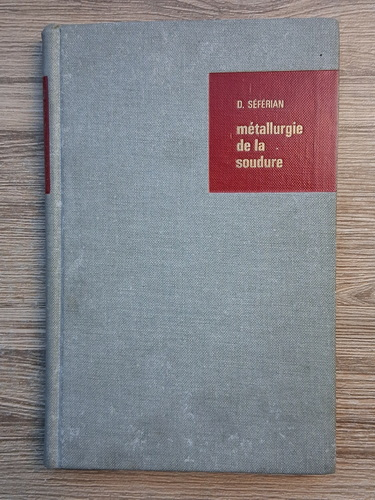 D. SÉFÉRIAN
métallurgie
de la
soudure